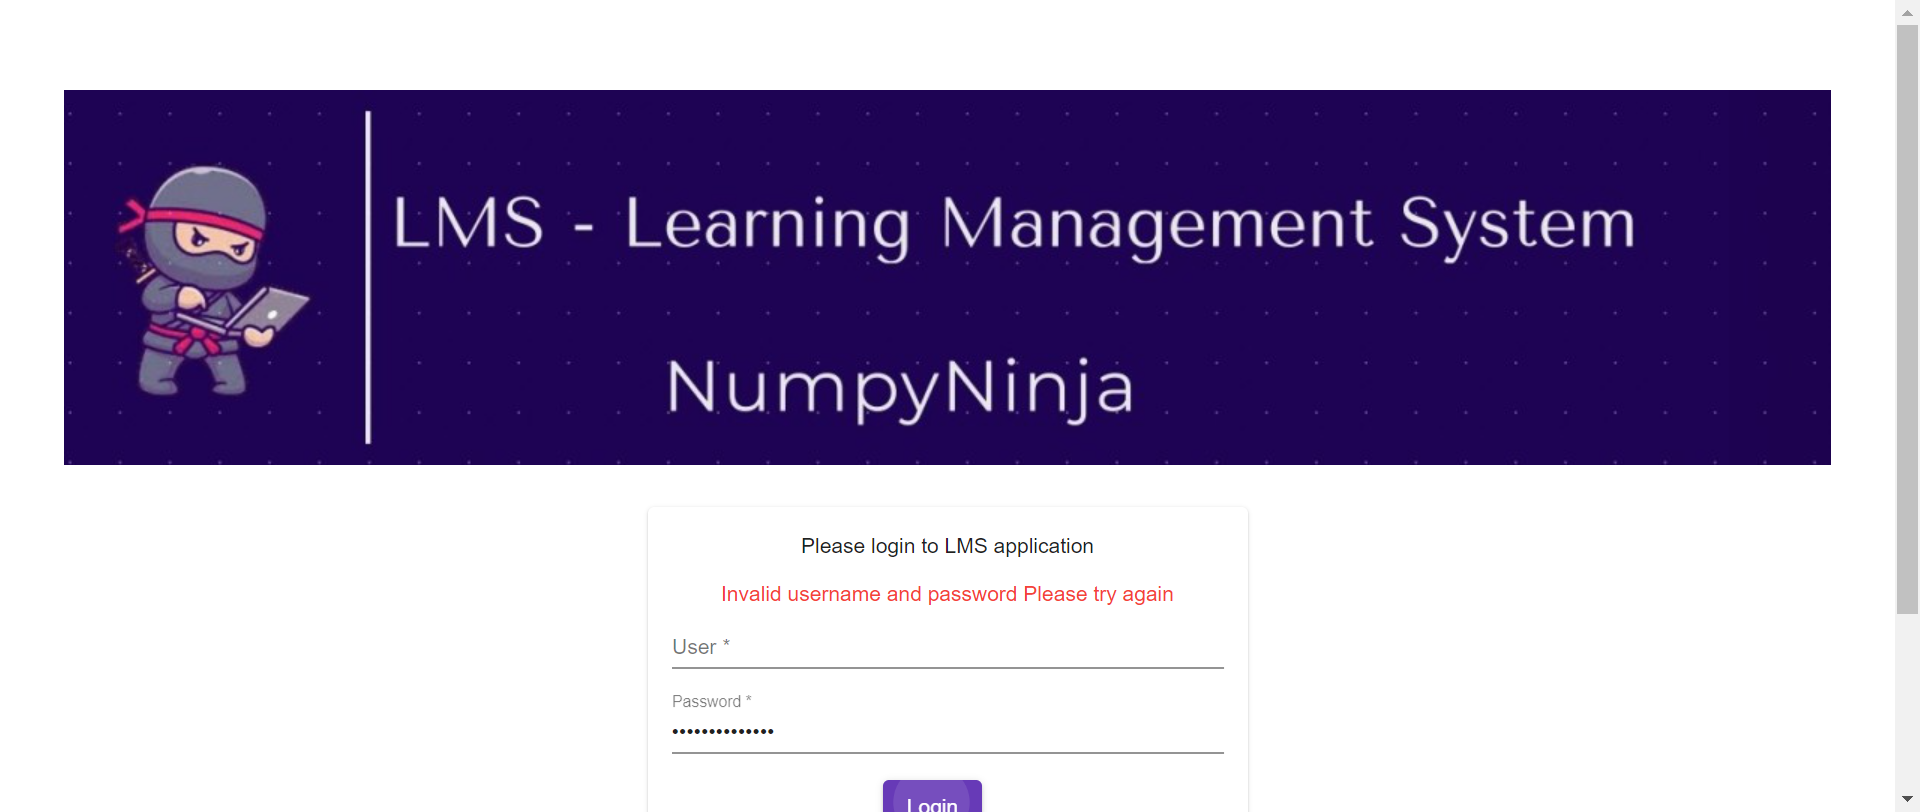 LMS - Learning Management System
NumpyNinja
Please login to LMS application
Invalid username and password Please try again
User *
Password *
••••••••••••••
Login